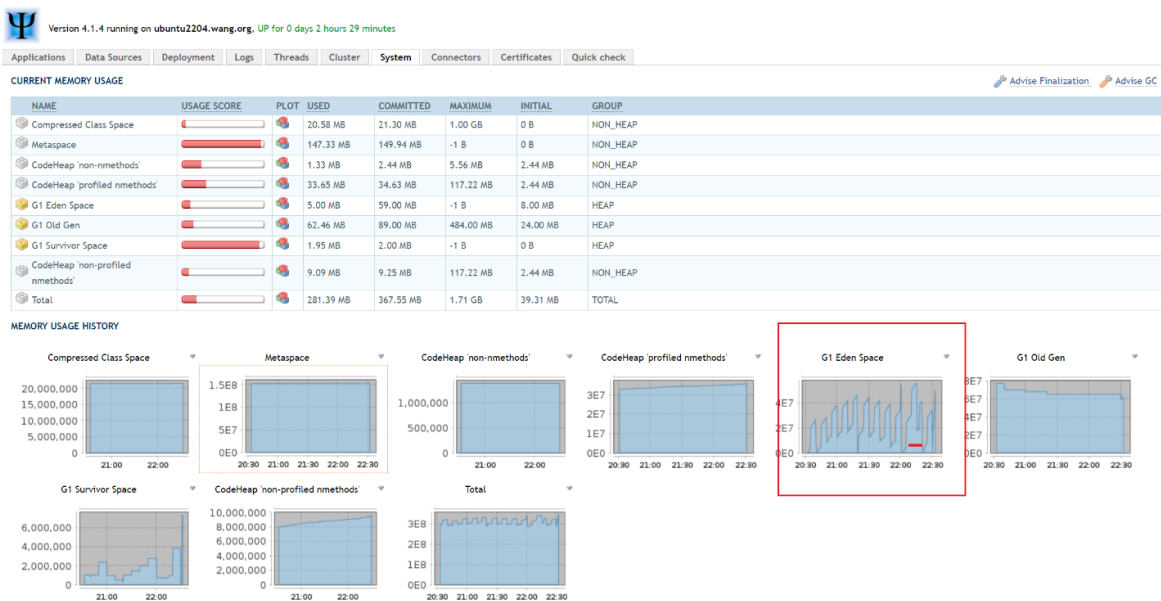 Version 4.1.4 running on ubuntu2204.wang.org, UP for 0 days 2 hours 29 minutes
Applications Data Sources Deployment Logs Threads Cluster System Connectors Certificates Quick check
CURRENT MEMORY USAGE Advise Finalization Advise GC
NAME USAGE SCORE PLOT USED COMMITTED MAXIMUM INITIAL GROUP
Compressed Class Space 20.58 MB 21.30 MB 1.00 GB 0 B NON_HEAP
Metaspace 147.33 MB 149.94 MB -1 B 0 B NON_HEAP
CodeHeap 'non-nmethods' 1.33 MB 2.44 MB 5.56 MB 2.44 MB NON_HEAP
CodeHeap 'profiled nmethods' 33.65 MB 34.63 MB 117.22 MB 2.44 MB NON_HEAP
G1 Eden Space 5.00 MB 59.00 MB -1 B 8.00 MB HEAP
G1 Old Gen 62.46 MB 89.00 MB 484.00 MB 24.00 MB HEAP
G1 Survivor Space 1.95 MB 2.00 MB -1 B 0 B HEAP
CodeHeap 'non-profiled
nmethods' 9.09 MB 9.25 MB 117.22 MB 2.44 MB NON_HEAP
Total 281.39 MB 367.55 MB 1.71 GB 39.31 MB TOTAL
MEMORY USAGE HISTORY
Compressed Class Space
20,000,000
15,000,000
10,000,000
5,000,000
0
21:00 22:00
Metaspace
1.5E8
1E8
5E7
0E0
20:30 21:00 21:30 22:00 22:30
CodeHeap 'non-nmethods'
1,000,000
500,000
0
21:00 22:00
CodeHeap 'profiled nmethods'
3E7
2E7
1E7
0E0
20:30 21:00 21:30 22:00 22:30
G1 Eden Space
4E7
2E7
0E0
20:30 21:00 21:30 22:00 22:30
G1 Old Gen
8E7
6E7
4E7
2E7
0E0
20:30 21:00 21:30 22:00 22:30
G1 Survivor Space
6,000,000
4,000,000
2,000,000
0
21:00 22:00
CodeHeap 'non-profiled nmethods'
10,000,000
8,000,000
6,000,000
4,000,000
2,000,000
0
21:00 22:00
Total
3E8
2E8
1E8
0E0
20:30 21:00 21:30 22:00 22:30